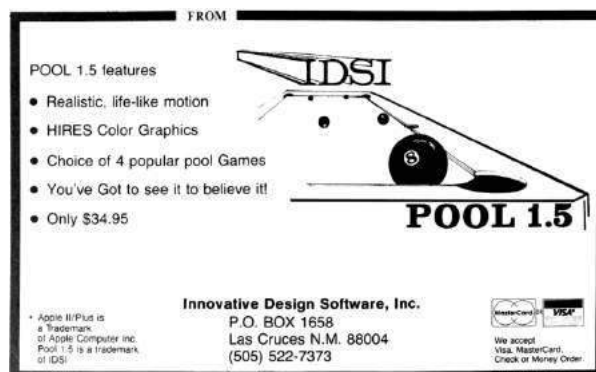 FROM
IDSI
POOL 1.5 features
• Realistic, life-like motion
• HIRES Color Graphics
• Choice of 4 popular pool Games
• You've Got to see it to believe it!
• Only $34.95
8
POOL 1.5
Innovative Design Software, Inc.
P.O. BOX 1658
Las Cruces N.M. 88004
(505) 522-7373
* Apple II/Plus is
a Trademark
of Apple Computer Inc.
Pool 1.5 is a trademark
of IDSI
MasterCard or VISA
We accept
Visa, MasterCard,
Check or Money Order.